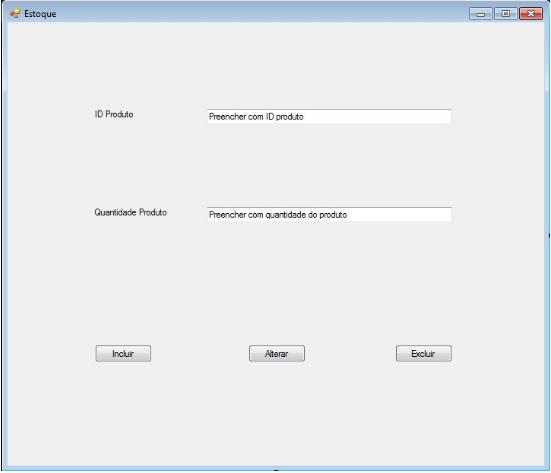 Estoque
ID Produto Preencher com ID produto
Quantidade Produto Preencher com quantidade do produto
Incluir Alterar Excluir